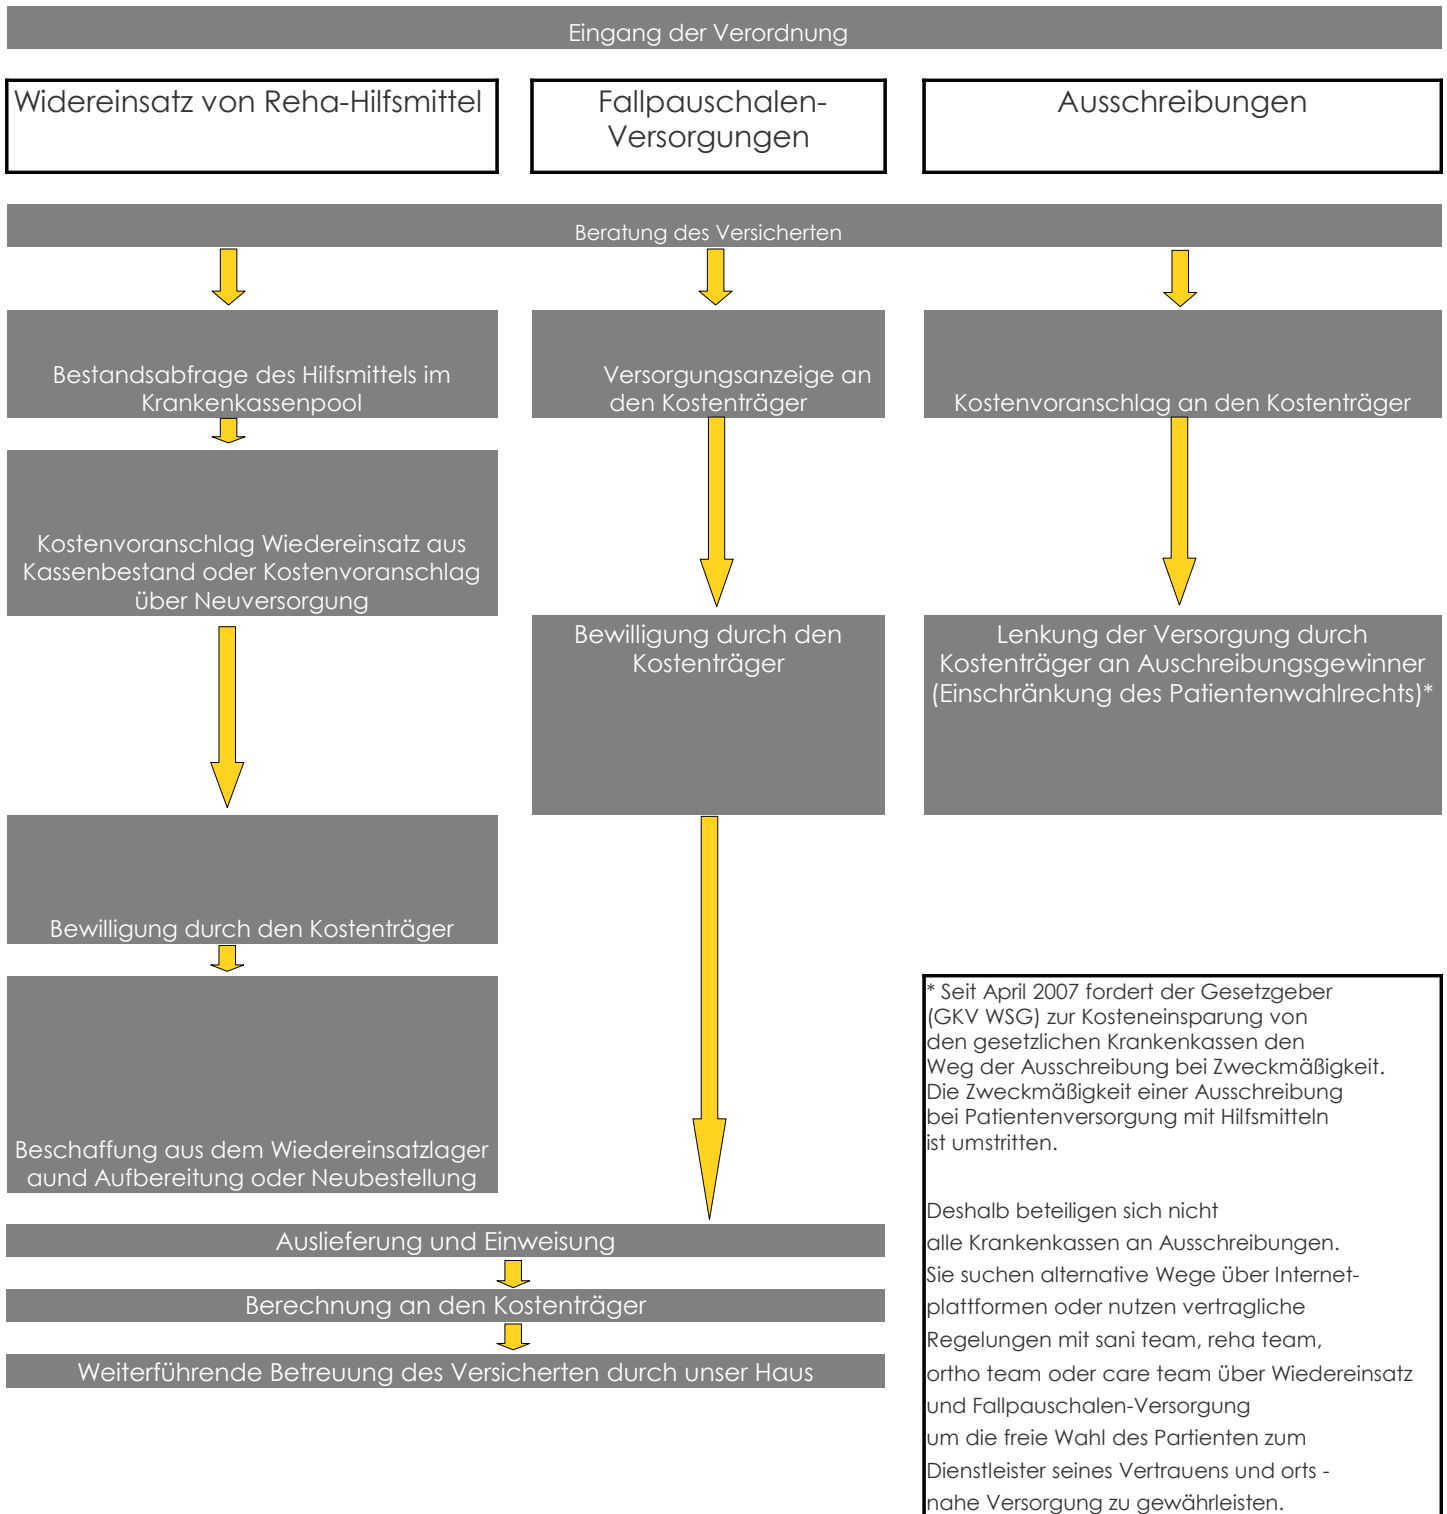 Eingang der Verordnung
Widereinsatz von Reha-Hilfsmittel
Fallpauschalen-
Versorgungen
Ausschreibungen
Beratung des Versicherten
Bestandsabfrage des Hilfsmittels im
Krankenkassenpool
Versorgungsanzeige an
den Kostenträger
Kostenvoranschlag an den Kostenträger
Kostenvoranschlag Wiedereinsatz aus
Kassenbestand oder Kostenvoranschlag
über Neuversorgung
Bewilligung durch den
Kostenträger
Lenkung der Versorgung durch
Kostenträger an Auschreibungsgewinner
(Einschränkung des Patientenwahlrechts)*
Bewilligung durch den Kostenträger
Beschaffung aus dem Wiedereinsatzlager
aund Aufbereitung oder Neubestellung
Auslieferung und Einweisung
Berechnung an den Kostenträger
Weiterführende Betreuung des Versicherten durch unser Haus
* Seit April 2007 fordert der Gesetzgeber
(GKV WSG) zur Kosteneinsparung von
den gesetzlichen Krankenkassen den
Weg der Ausschreibung bei Zweckmäßigkeit.
Die Zweckmäßigkeit einer Ausschreibung
bei Patientenversorgung mit Hilfsmitteln
ist umstritten.
Deshalb beteiligen sich nicht
alle Krankenkassen an Ausschreibungen.
Sie suchen alternative Wege über Internet-
plattformen oder nutzen vertragliche
Regelungen mit sani team, reha team,
ortho team oder care team über Wiedereinsatz
und Fallpauschalen-Versorgung
um die freie Wahl des Partienten zum
Dienstleister seines Vertrauens und orts -
nahe Versorgung zu gewährleisten.